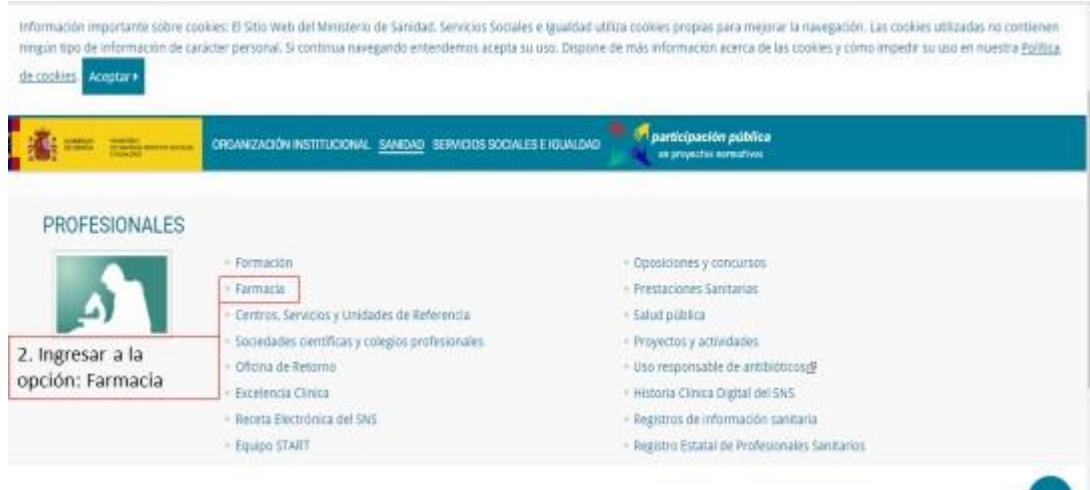 Información importante sobre cookies: El Sitio Web del Ministerio de Sanidad, Servicios Sociales e Igualdad utiliza cookies propias para mejorar la navegación. Las cookies utilizadas no contienen
ningún tipo de información de carácter personal. Si continua navegando entendemos acepta su uso. Dispone de más información acerca de las cookies y cómo impedir su uso en nuestra Política
de cookies Aceptar
GOBIERNO DE ESPAÑA
ORGANIZACIÓN INSTITUCIONAL SANIDAD SERVICIOS SOCIALES E IGUALDAD
participación pública
en proyectos normativos
PROFESIONALES
Formación
Farmacia
Centros, Servicios y Unidades de Referencia
Sociedades científicas y colegios profesionales
Oficina de Retorno
Excelencia Clínica
Receta Electrónica del SNS
Equipo START
Oposiciones y concursos
Prestaciones Sanitarias
Salud pública
Proyectos y actividades
Uso responsable de antibióticos
Historia Clínica Digital del SNS
Registros de información sanitaria
Registro Estatal de Profesionales Sanitarios
2. Ingresar a la
opción: Farmacia